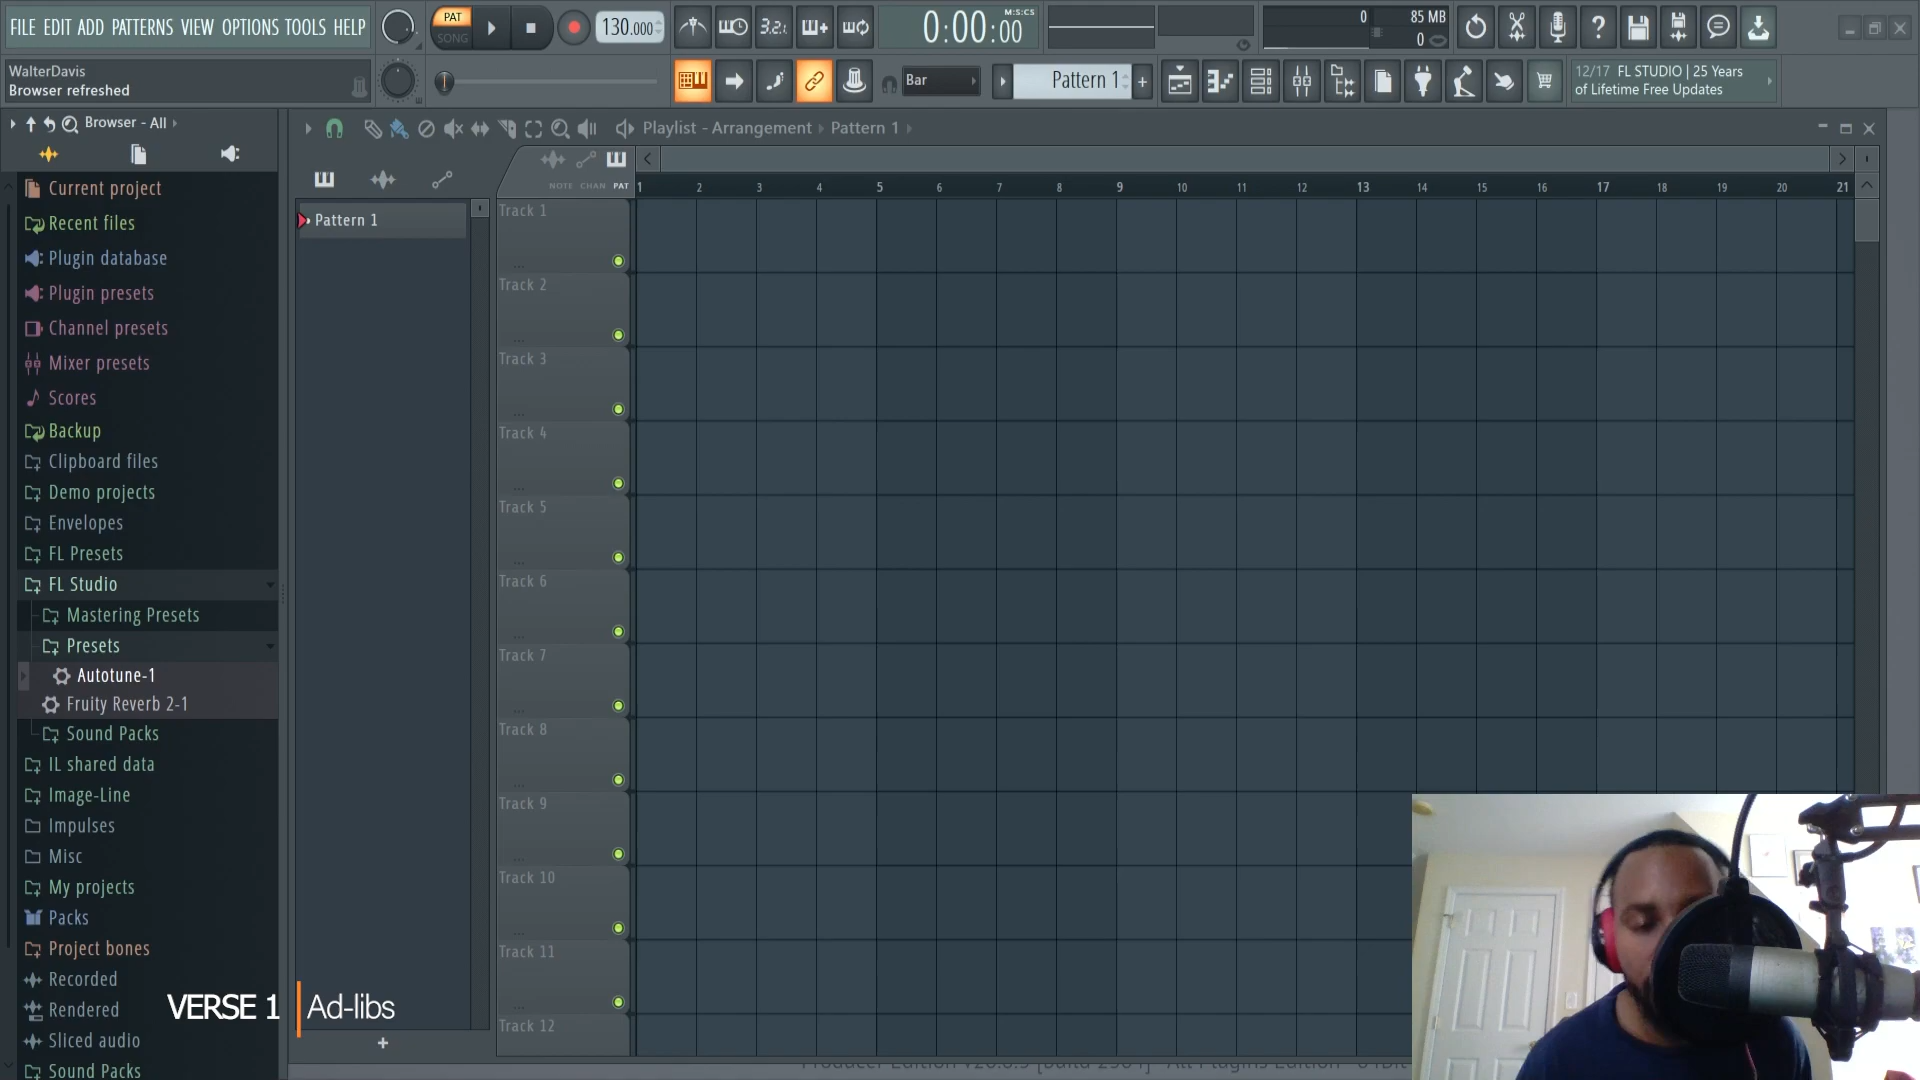 FILE EDIT ADD PATTERNS VIEW OPTIONS TOOLS HELP
PAT
SONG
130.000
3.2.
0:00:00
M:S:CS
0
85 MB
0
WalterDavis
Browser refreshed
Bar
Pattern 1
+
12/17 FL STUDIO | 25 Years
of Lifetime Free Updates
Browser - All
Playlist - Arrangement
Pattern 1
NOTE CHAN PAT
1 2 3 4 5 6 7 8 9 10 11 12 13 14 15 16 17 18 19 20 21
Current project
Recent files
Plugin database
Plugin presets
Channel presets
Mixer presets
Scores
Backup
Clipboard files
Demo projects
Envelopes
FL Presets
FL Studio
Mastering Presets
Presets
Autotune-1
Fruity Reverb 2-1
Sound Packs
IL shared data
Image-Line
Impulses
Misc
My projects
Packs
Project bones
Recorded
Rendered
Sliced audio
Sound Packs
Pattern 1
+
Track 1
Track 2
Track 3
Track 4
Track 5
Track 6
Track 7
Track 8
Track 9
Track 10
Track 11
Track 12
VERSE 1
Ad-libs